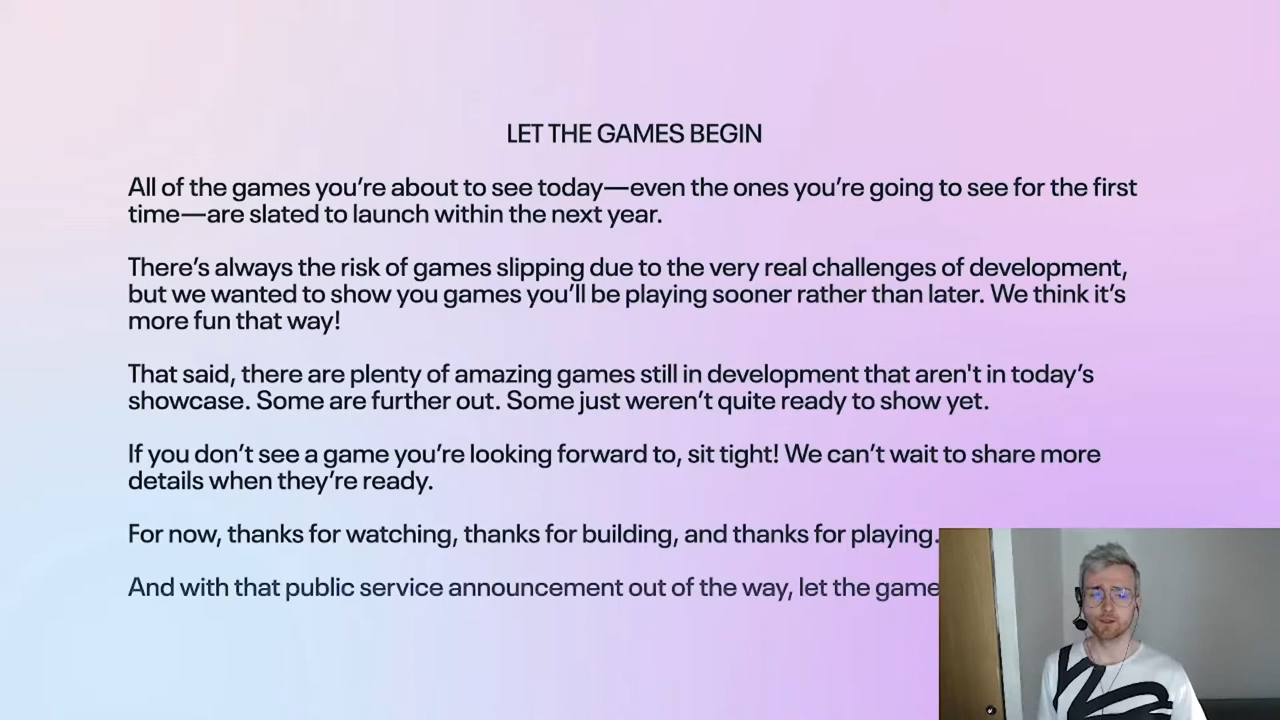 LET THE GAMES BEGIN
All of the games you’re about to see today—even the ones you’re going to see for the first
time—are slated to launch within the next year.
There’s always the risk of games slipping due to the very real challenges of development,
but we wanted to show you games you’ll be playing sooner rather than later. We think it’s
more fun that way!
That said, there are plenty of amazing games still in development that aren't in today’s
showcase. Some are further out. Some just weren’t quite ready to show yet.
If you don’t see a game you’re looking forward to, sit tight! We can’t wait to share more
details when they’re ready.
For now, thanks for watching, thanks for building, and thanks for playing.
And with that public service announcement out of the way, let the game